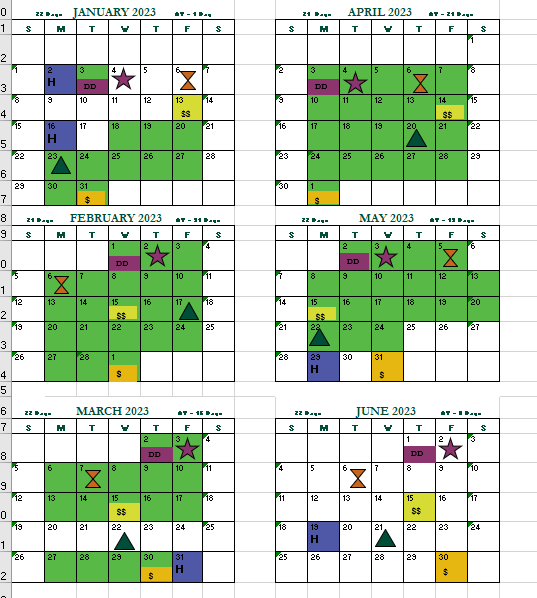 JANUARY 2023
S M T W T F S
1 2 3 4 5 6 7
H DD
8 9 10 11 12 13 14
$$
15 16 17 18 19 20 21
H
22 23 24 25 26 27 28
29 30 31
$
APRIL 2023
S M T W T F S
1
2 3 4 5 6 7 8
DD
9 10 11 12 13 14 15
$$
16 17 18 19 20 21 22
23 24 25 26 27 28 29
30 1
$
FEBRUARY 2023
S M T W T F S
1 2 3 4
DD
5 6 7 8 9 10 11
12 13 14 15 16 17 18
$$
19 20 21 22 23 24 25
26 27 28 1
$
MAY 2023
S M T W T F S
2 3 4 5 6
DD
7 8 9 10 11 12 13
14 15 16 17 18 19 20
$$
21 22 23 24 25 26 27
28 29 30 31
H $
MARCH 2023
S M T W T F S
2 3 4
DD
5 6 7 8 9 10 11
12 13 14 15 16 17 18
$$
19 20 21 22 23 24 25
26 27 28 29 30 31
$ H
JUNE 2023
S M T W T F S
1 2 3
DD
4 5 6 7 8 9 10
11 12 13 14 15 16 17
$$
18 19 20 21 22 23 24
H
25 26 27 28 29 30
$